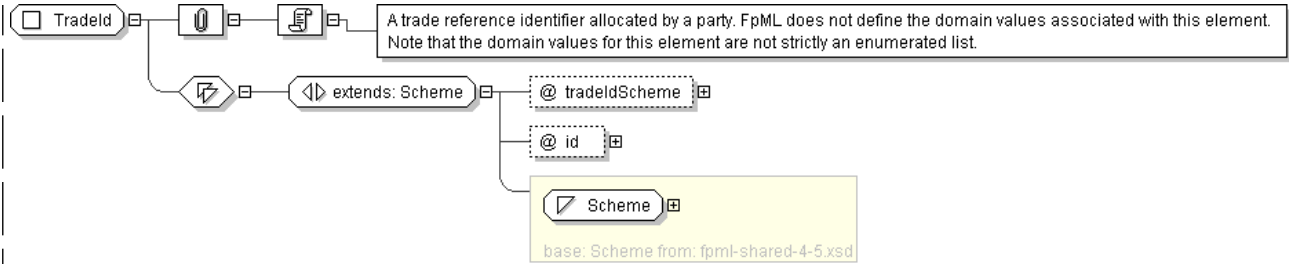 TradeId
A trade reference identifier allocated by a party. FpML does not define the domain values associated with this element.
Note that the domain values for this element are not strictly an enumerated list.
extends: Scheme
@ tradeIdScheme
@ id
Scheme
base: Scheme from: fpml-shared-4-5.xsd